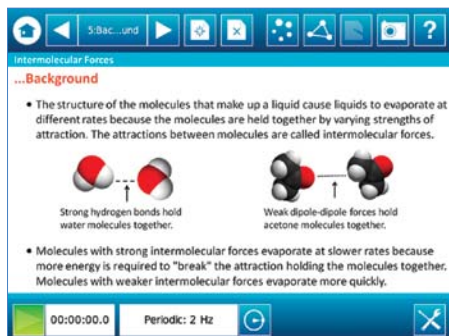 5:Bac...und
?
Intermolecular Forces
...Background
• The structure of the molecules that make up a liquid cause liquids to evaporate at
different rates because the molecules are held together by varying strengths of
attraction. The attractions between molecules are called intermolecular forces.
Strong hydrogen bonds hold
water molecules together.
Weak dipole-dipole forces hold
acetone molecules together.
• Molecules with strong intermolecular forces evaporate at slower rates because
more energy is required to "break" the attraction holding the molecules together.
Molecules with weaker intermolecular forces evaporate more quickly.
00:00:00.0
Periodic: 2 Hz